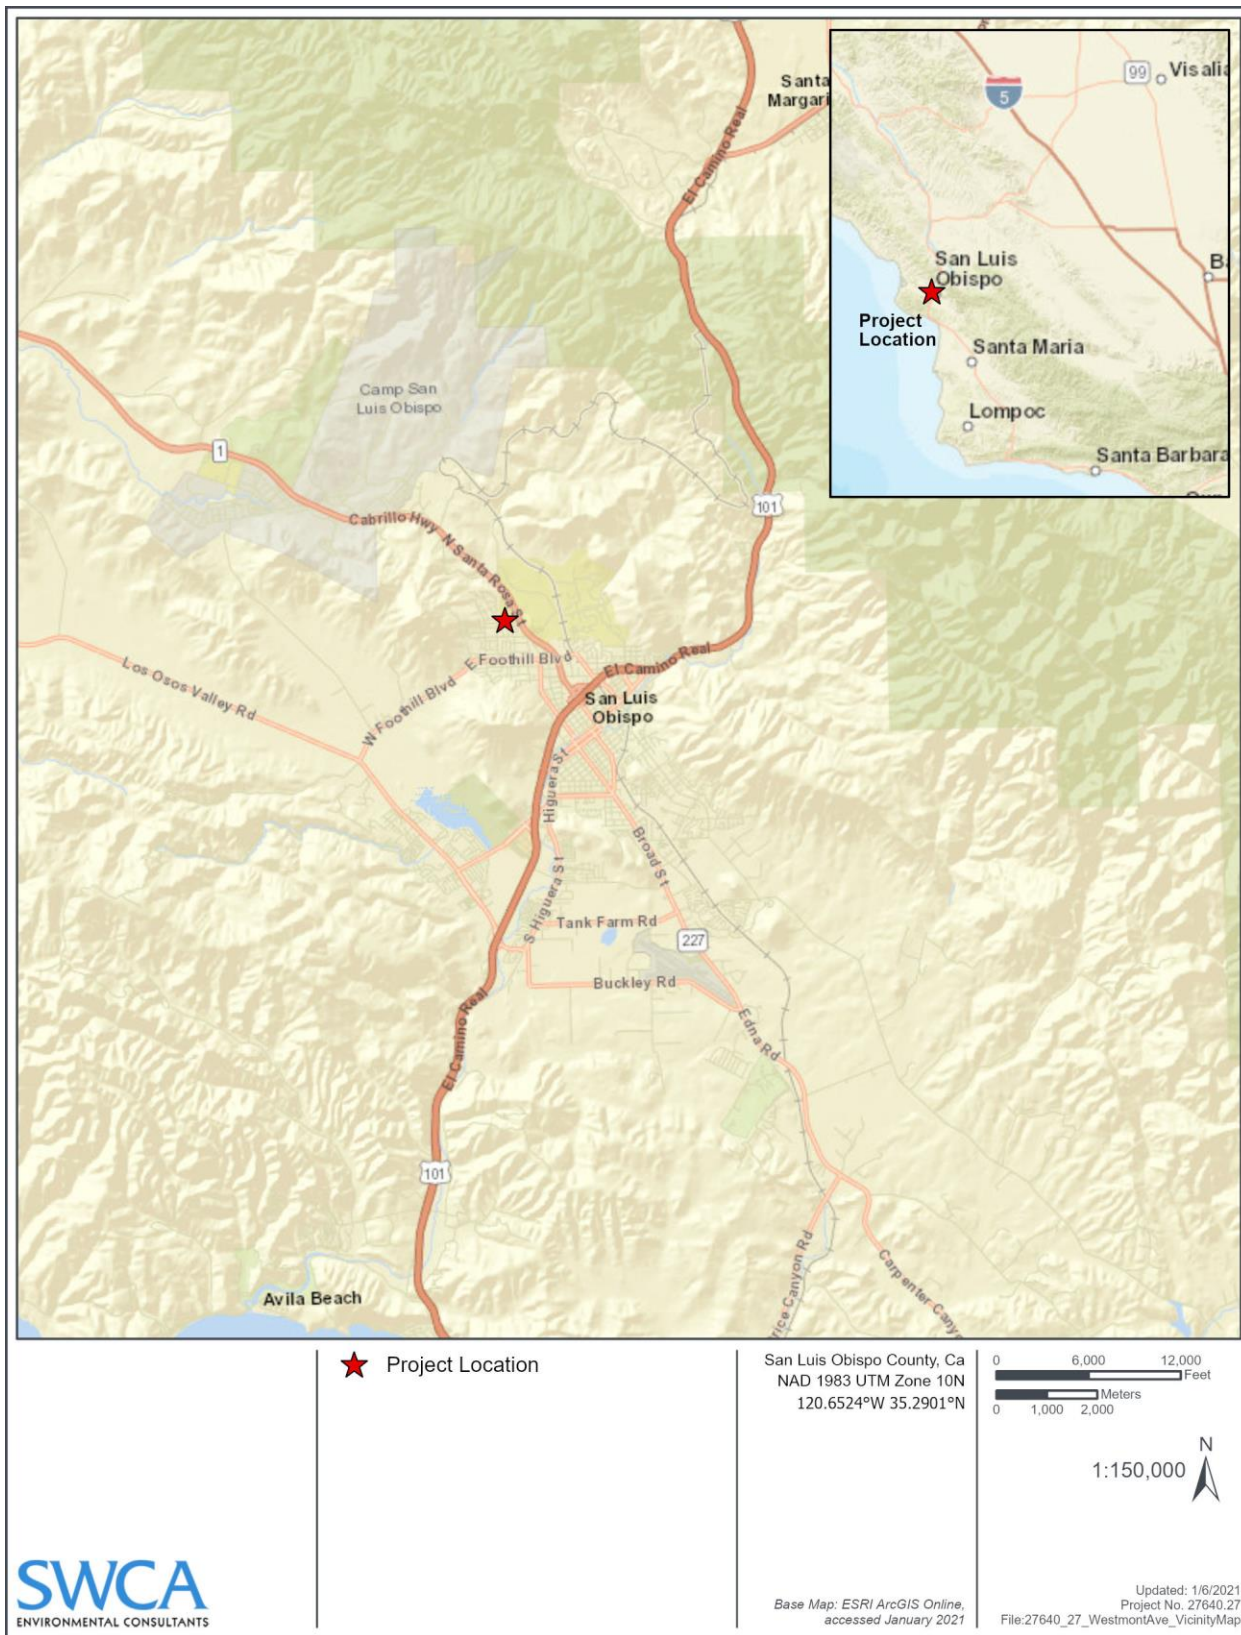 Santa
Margari
El Camino Real
99
Visalia
5
San Luis
Obispo
Project
Location
Santa Maria
Lompoc
Santa Barbara
Camp San
Luis Obispo
1
Cabrillo Hwy
N Santa Rosa St
101
Los Osos Valley Rd
W Foothill Blvd
E Foothill Blvd
El Camino Real
San Luis
Obispo
Higuera St
Broad St
S Higuera St
Tank Farm Rd
227
Buckley Rd
El Camino Real
Edna Rd
101
Avila Beach
rice Canyon Rd
Carpenter Canyo
Project Location
San Luis Obispo County, Ca
NAD 1983 UTM Zone 10N
120.6524°W 35.2901°N
0 6,000 12,000
Feet
Meters
0 1,000 2,000
N
1:150,000
SWCA
ENVIRONMENTAL CONSULTANTS
Base Map: ESRI ArcGIS Online,
accessed January 2021
Updated: 1/6/2021
Project No. 27640.27
File:27640_27_WestmontAve_VicinityMap